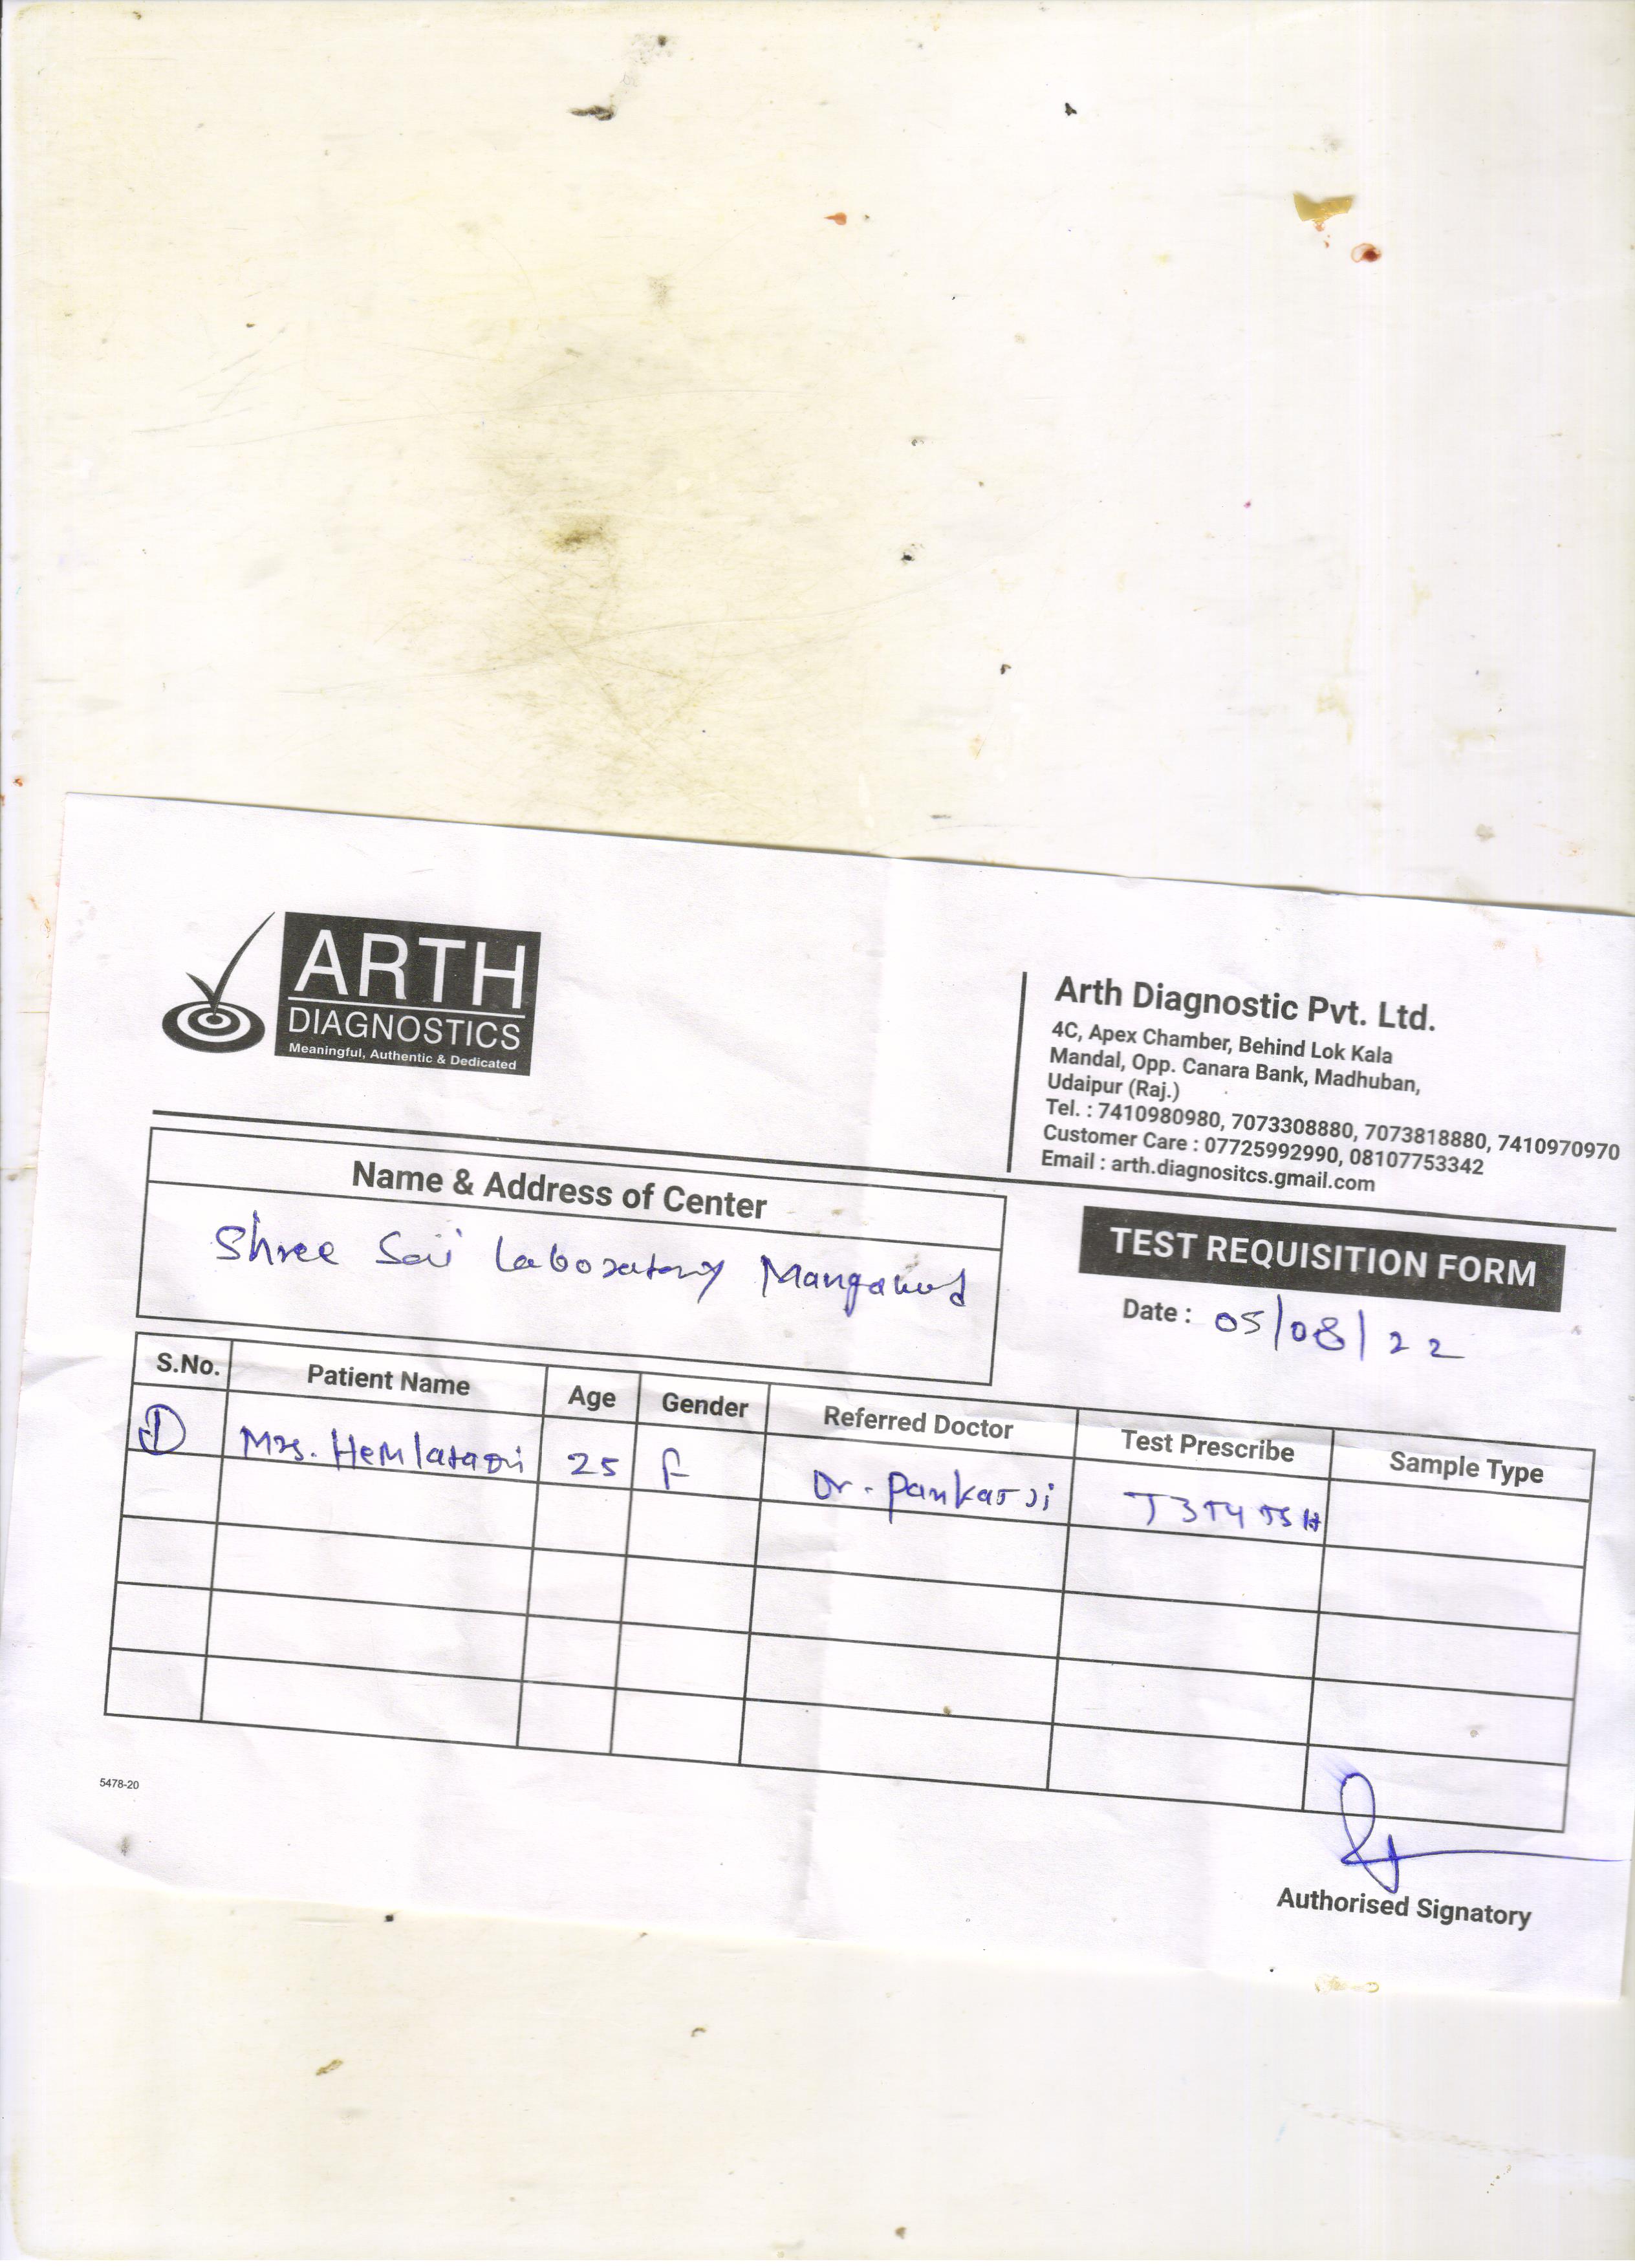 ARTH
DIAGNOSTICS
Meaningful, Authentic & Dedicated
Arth Diagnostic Pvt. Ltd.
4C, Apex Chamber, Behind Lok Kala
Mandal, Opp. Canara Bank, Madhuban,
Udaipur (Raj.)
Tel. : 7410980980, 7073308880, 7073818880, 7410970970
Customer Care : 07725992990, 08107753342
Email : arth.diagnositcs.gmail.com
Name & Address of Center
Shree Sai Laboratory
TEST REQUISITION FORM
Date : 05/08/22
S.No. Patient Name Age Gender Referred Doctor Test Prescribe Sample Type
1 Mrs. 25 F Dr. Pankaj Ji T3T4TSH
5478-20
Authorised Signatory